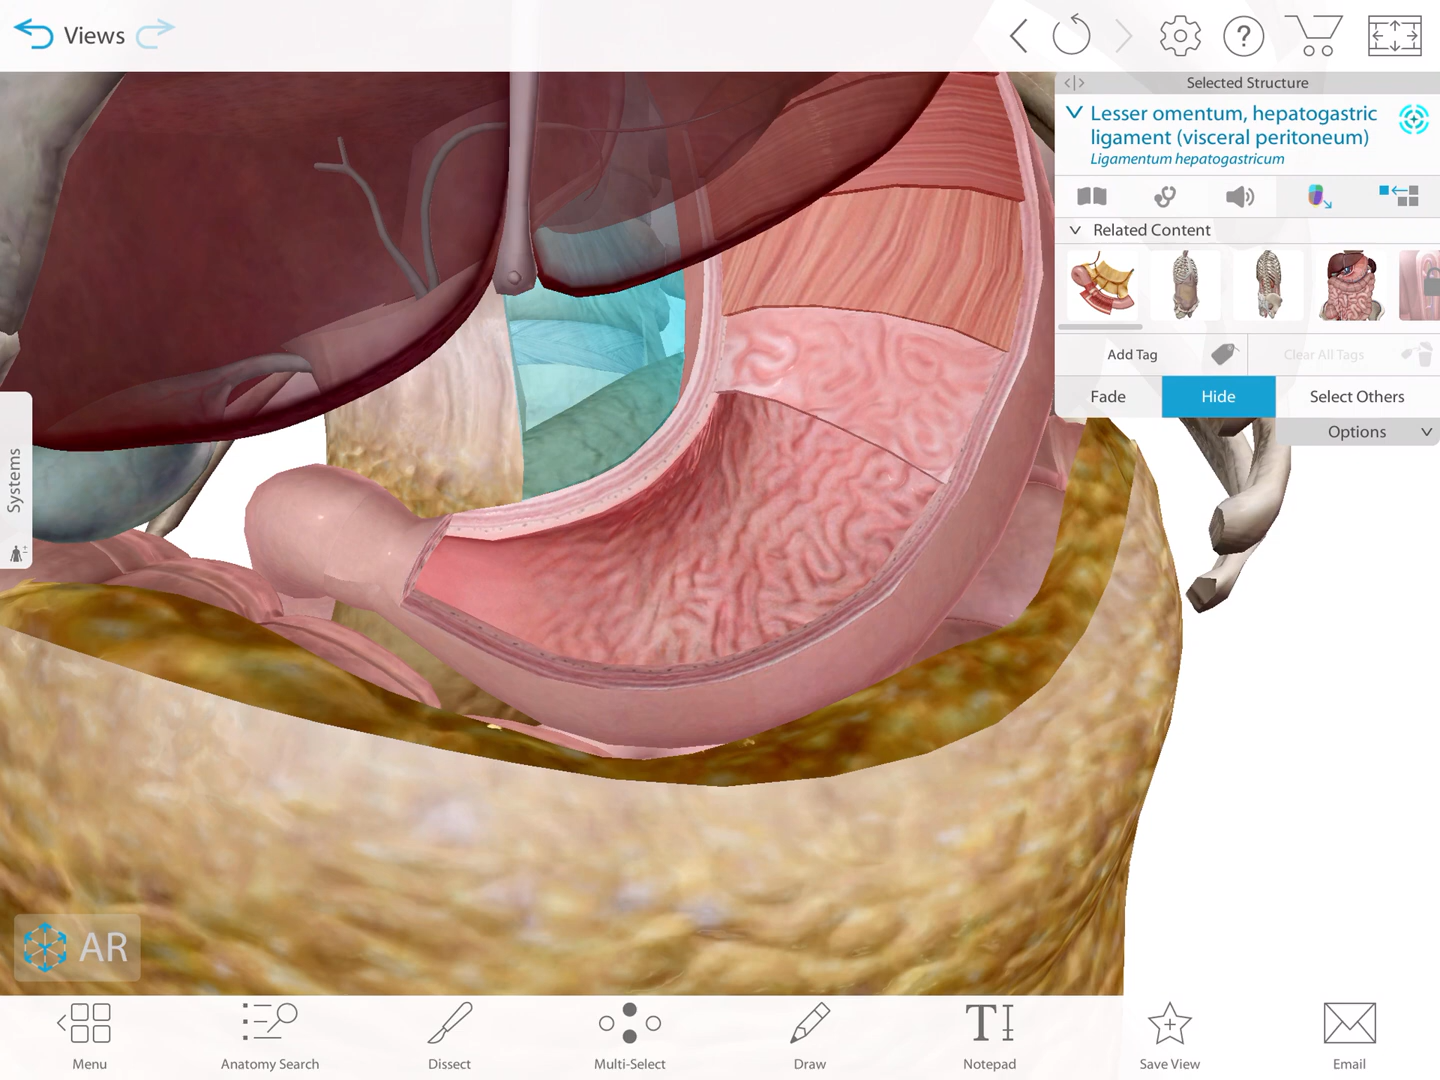 Views
Selected Structure
Lesser omentum, hepatogastric
ligament (visceral peritoneum)
Ligamentum hepatogastricum
Related Content
Add Tag
Clear All Tags
Fade
Hide
Select Others
Options
Systems
AR
Menu
Anatomy Search
Dissect
Multi-Select
Draw
Notepad
Save View
Email